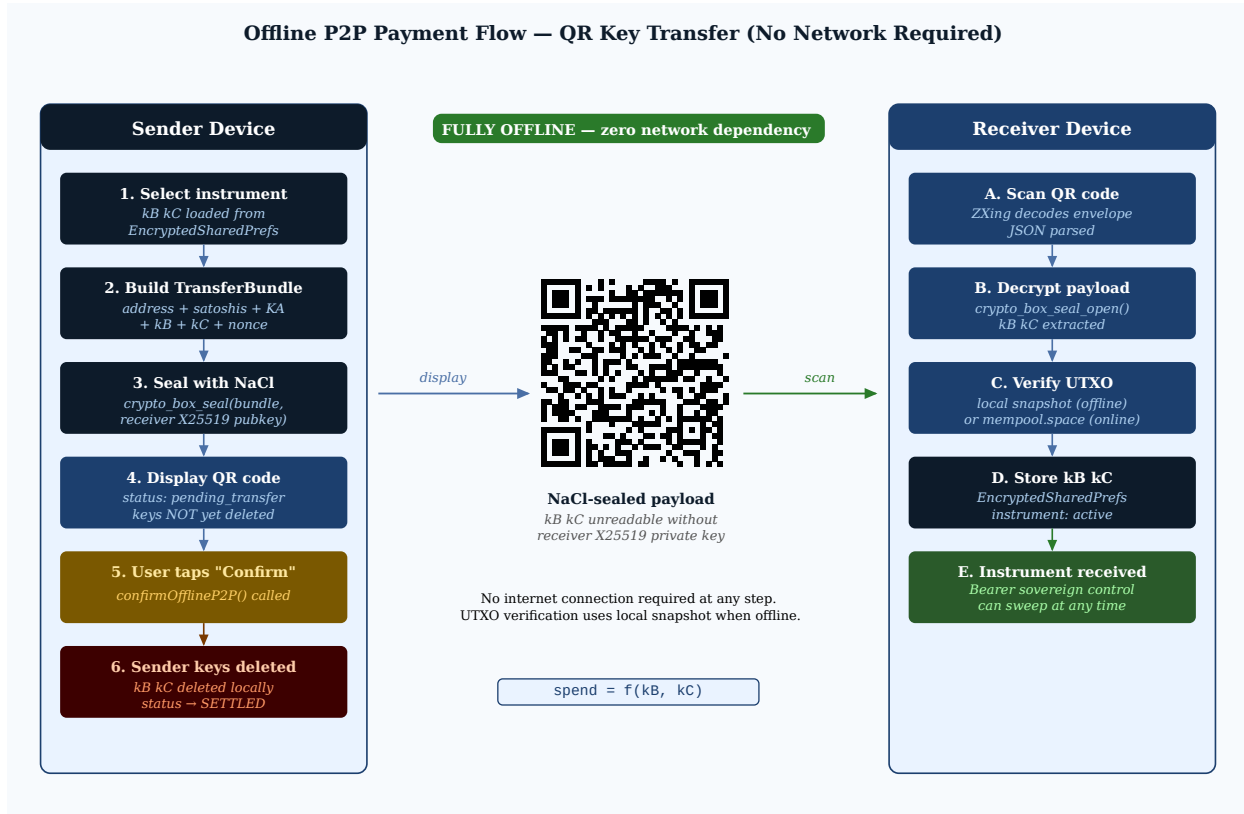 Offline P2P Payment Flow — QR Key Transfer (No Network Required)
Sender Device
1. Select instrument
kB kC loaded from
EncryptedSharedPrefs
2. Build TransferBundle
address + satoshis + KA
+ kB + kC + nonce
3. Seal with NaCl
crypto_box_seal(bundle,
receiver X25519 pubkey)
4. Display QR code
status: pending_transfer
keys NOT yet deleted
5. User taps "Confirm"
confirmOfflineP2P() called
6. Sender keys deleted
kB kC deleted locally
status → SETTLED
FULLY OFFLINE — zero network dependency
display
scan
NaCl-sealed payload
kB kC unreadable without
receiver X25519 private key
No internet connection required at any step.
UTXO verification uses local snapshot when offline.
spend = f(kB, kC)
Receiver Device
A. Scan QR code
ZXing decodes envelope
JSON parsed
B. Decrypt payload
crypto_box_seal_open()
kB kC extracted
C. Verify UTXO
local snapshot (offline)
or mempool.space (online)
D. Store kB kC
EncryptedSharedPrefs
instrument: active
E. Instrument received
Bearer sovereign control
can sweep at any time